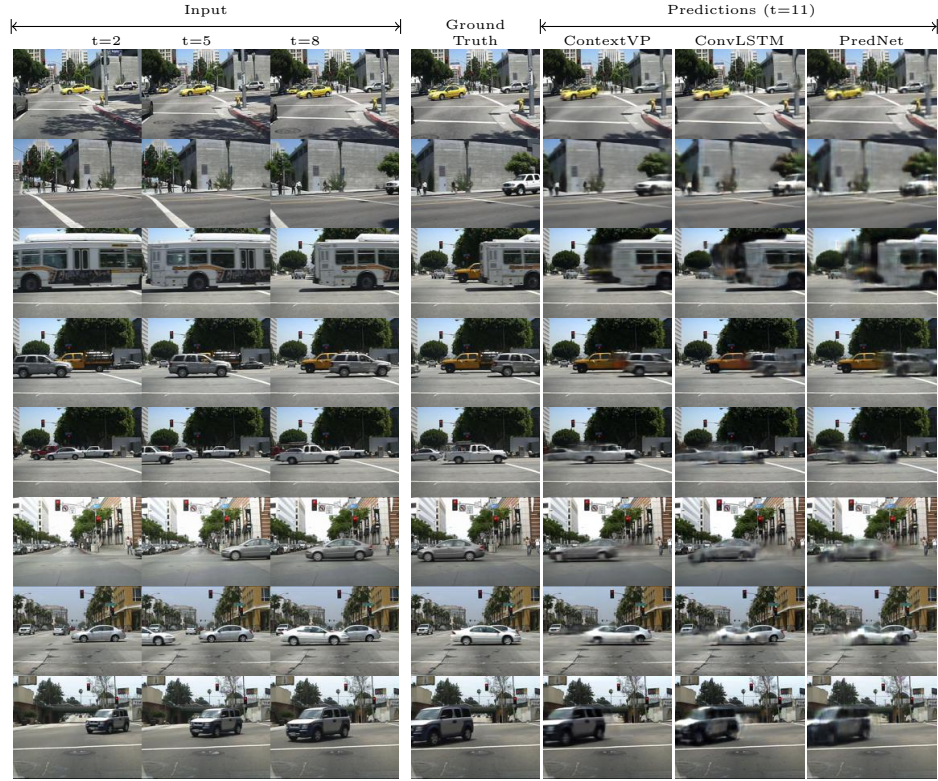 Input
Predictions (t=11)
t=2 t=5 t=8 Ground Truth ContextVP ConvLSTM PredNet